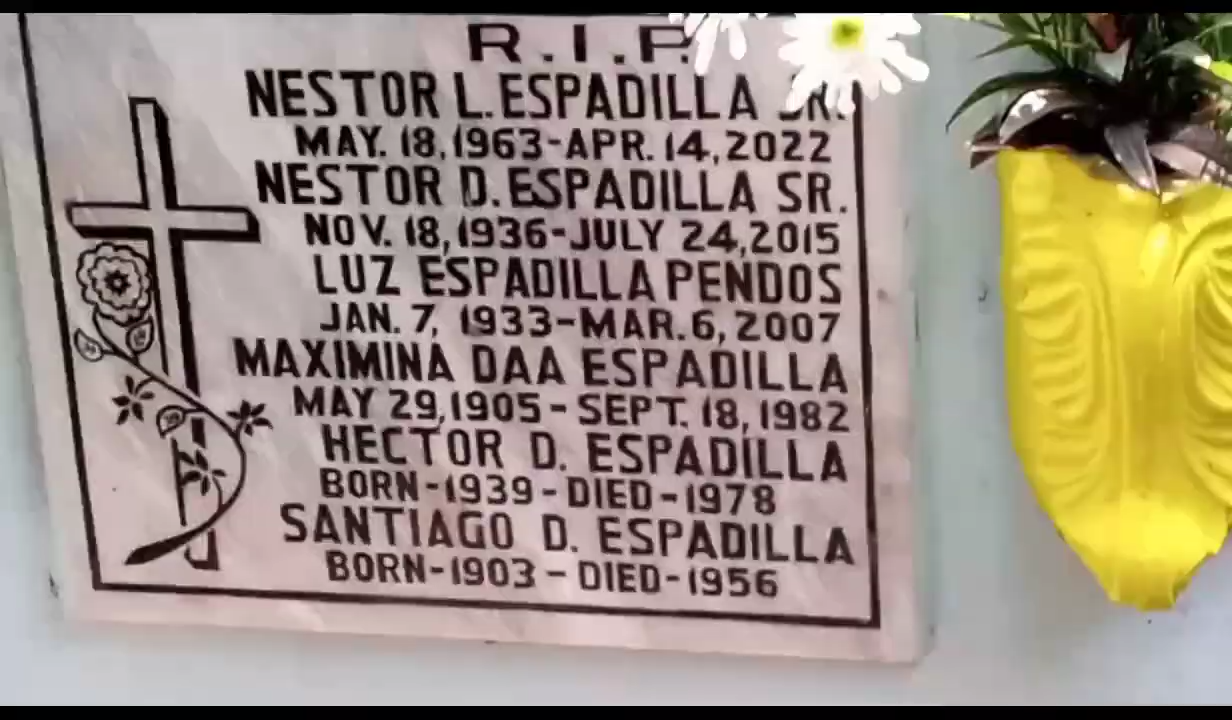 R.I.P.
NESTOR L. ESPADILLA JR.
MAY. 18, 1963-APR. 14, 2022
NESTOR D. ESPADILLA SR.
NOV. 18, 1936-JULY 24, 2015
LUZ ESPADILLA PENDOS
JAN. 7, 1933-MAR. 6, 2007
MAXIMINA DAA ESPADILLA
MAY 29, 1905 - SEPT. 18, 1982
HECTOR D. ESPADILLA
BORN-1939 - DIED-1978
SANTIAGO D. ESPADILLA
BORN-1903 - DIED-1956